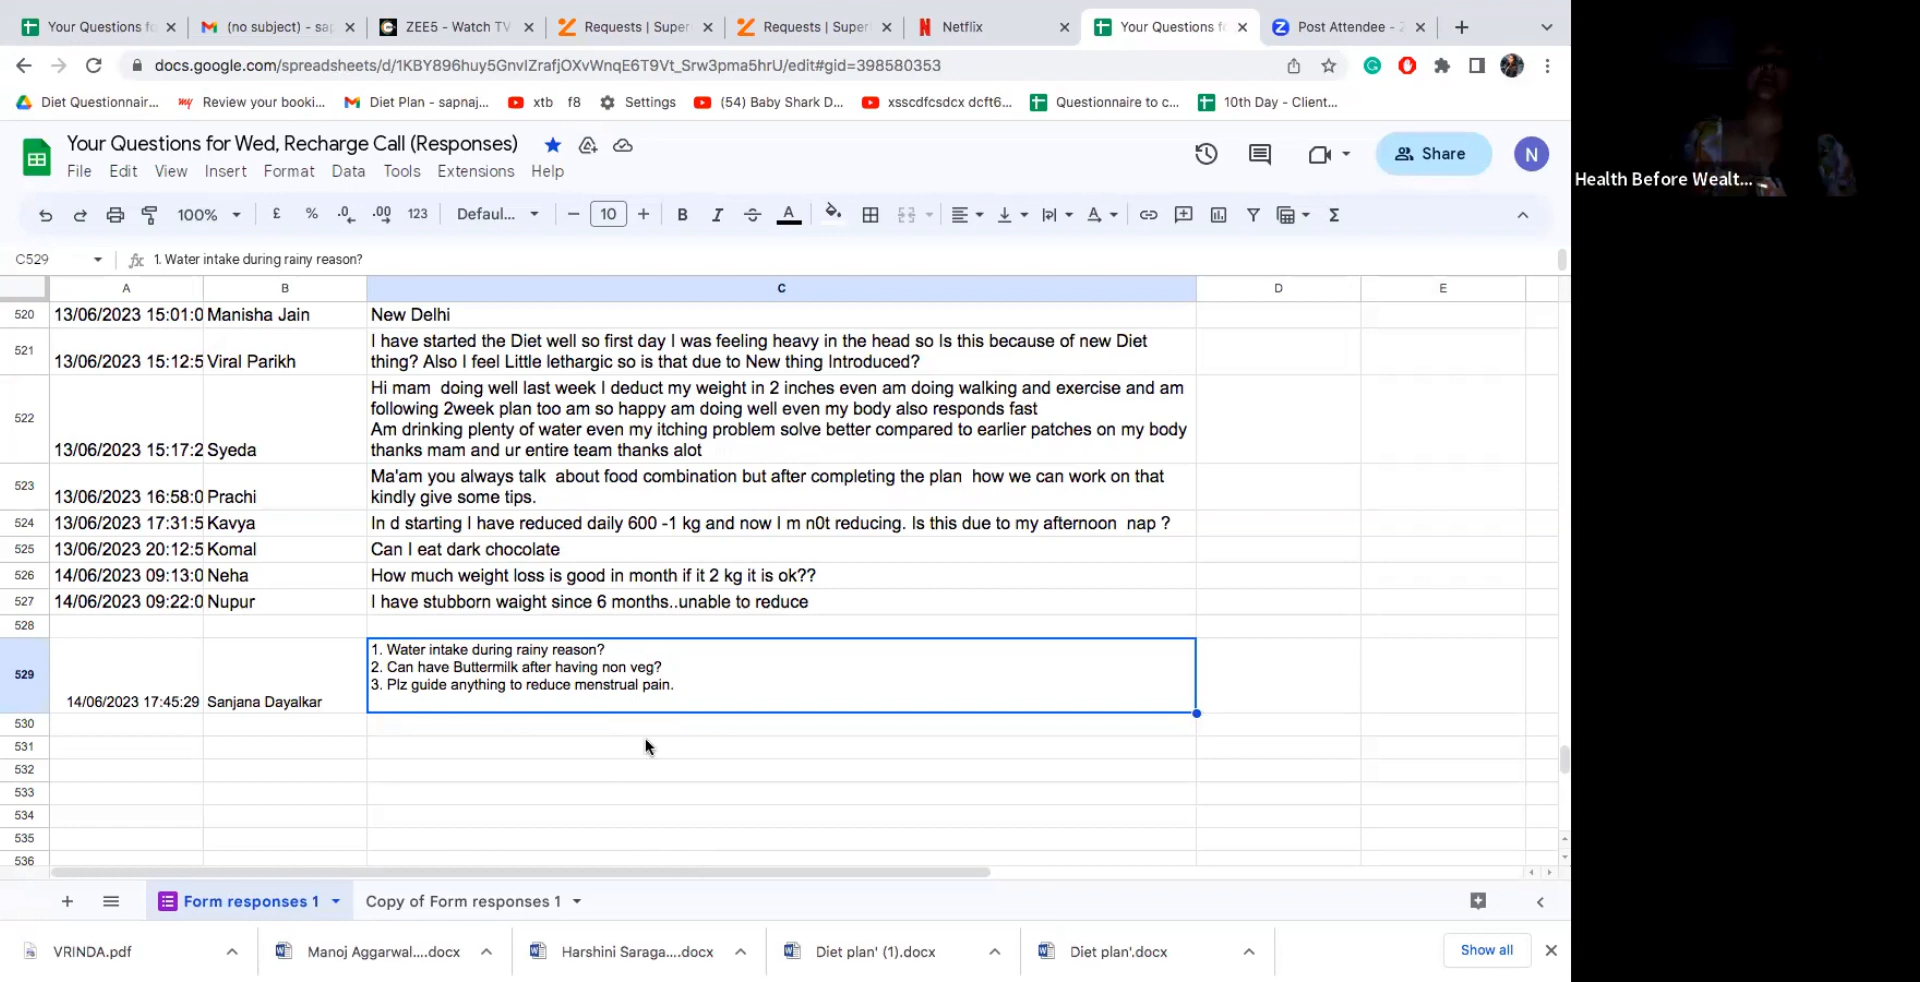 Your Questions fo
(no subject) - sap
ZEE5 - Watch TV
Requests | Super
Requests | Super
Netflix
Your Questions fo
Post Attendee - Z
docs.google.com/spreadsheets/d/1KBY896huy5GnvlZrafjOXvWnqE6T9Vt_Srw3pma5hrU/edit#gid=398580353
Diet Questionnair...
Review your booki...
Diet Plan - sapnaj...
xtb f8
Settings
(54) Baby Shark D...
xsscdfcsdcx dcft6...
Questionnaire to c...
10th Day - Client...
Your Questions for Wed, Recharge Call (Responses)
File Edit View Insert Format Data Tools Extensions Help
Share
N
100% £ % .0 .00 123 Defaul... 10 B I A
C529
fx 1. Water intake during rainy reason?
A B C D E
520 13/06/2023 15:01:0 Manisha Jain New Delhi
I have started the Diet well so first day I was feeling heavy in the head so Is this because of new Diet
521 13/06/2023 15:12:5 Viral Parikh thing? Also I feel Little lethargic so is that due to New thing Introduced?
Hi mam doing well last week I deduct my weight in 2 inches even am doing walking and exercise and am
following 2week plan too am so happy am doing well even my body also responds fast
Am drinking plenty of water even my itching problem solve better compared to earlier patches on my body
522 13/06/2023 15:17:2 Syeda thanks mam and ur entire team thanks alot
Ma'am you always talk about food combination but after completing the plan how we can work on that
523 13/06/2023 16:58:0 Prachi kindly give some tips.
524 13/06/2023 17:31:5 Kavya In d starting I have reduced daily 600 -1 kg and now I m n0t reducing. Is this due to my afternoon nap ?
525 13/06/2023 20:12:5 Komal Can I eat dark chocolate
526 14/06/2023 09:13:0 Neha How much weight loss is good in month if it 2 kg it is ok??
527 14/06/2023 09:22:0 Nupur I have stubborn waight since 6 months..unable to reduce
528
1. Water intake during rainy reason?
2. Can have Buttermilk after having non veg?
3. Plz guide anything to reduce menstrual pain.
529 14/06/2023 17:45:29 Sanjana Dayalkar
530
531
532
533
534
535
536
Form responses 1
Copy of Form responses 1
VRINDA.pdf
Manoj Aggarwal....docx
Harshini Saraga....docx
Diet plan' (1).docx
Diet plan'.docx
Show all
Health Before Wealt...